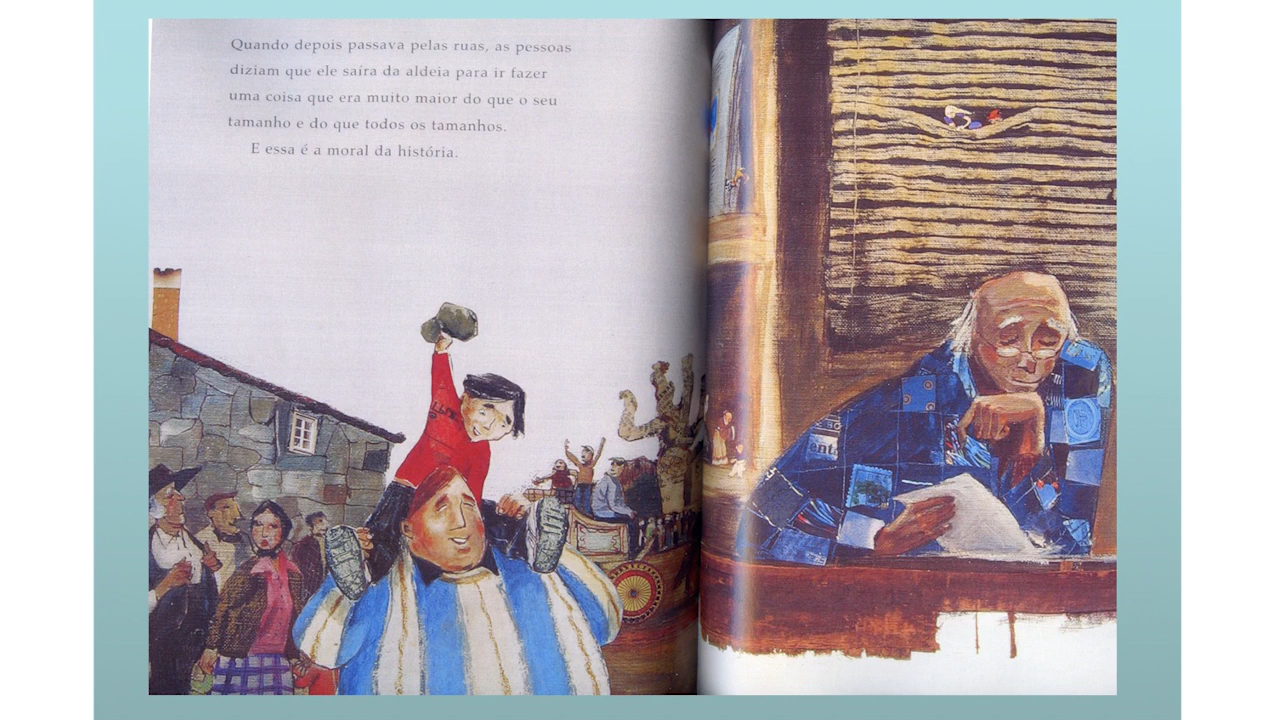 Quando depois passava pelas ruas, as pessoas
diziam que ele saíra da aldeia para ir fazer
uma coisa que era muito maior do que o seu
tamanho e do que todos os tamanhos.
E essa é a moral da história.